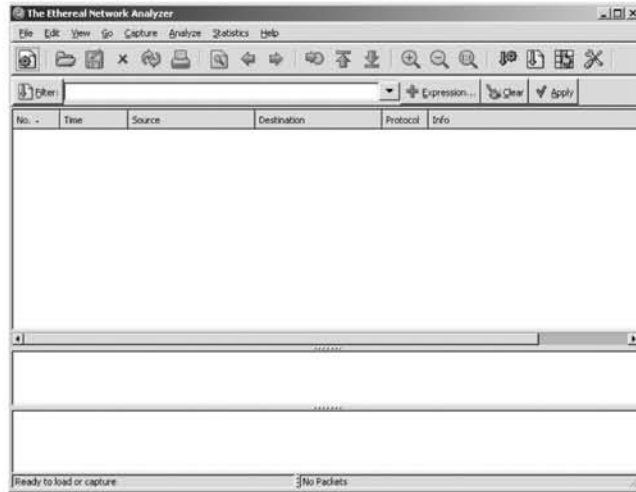 The Ethereal Network Analyzer
File Edit View Go Capture Analyze Statistics Help
Filter: Expression... Clear Apply
No. - Time Source Destination Protocol Info
Ready to load or capture No Packets